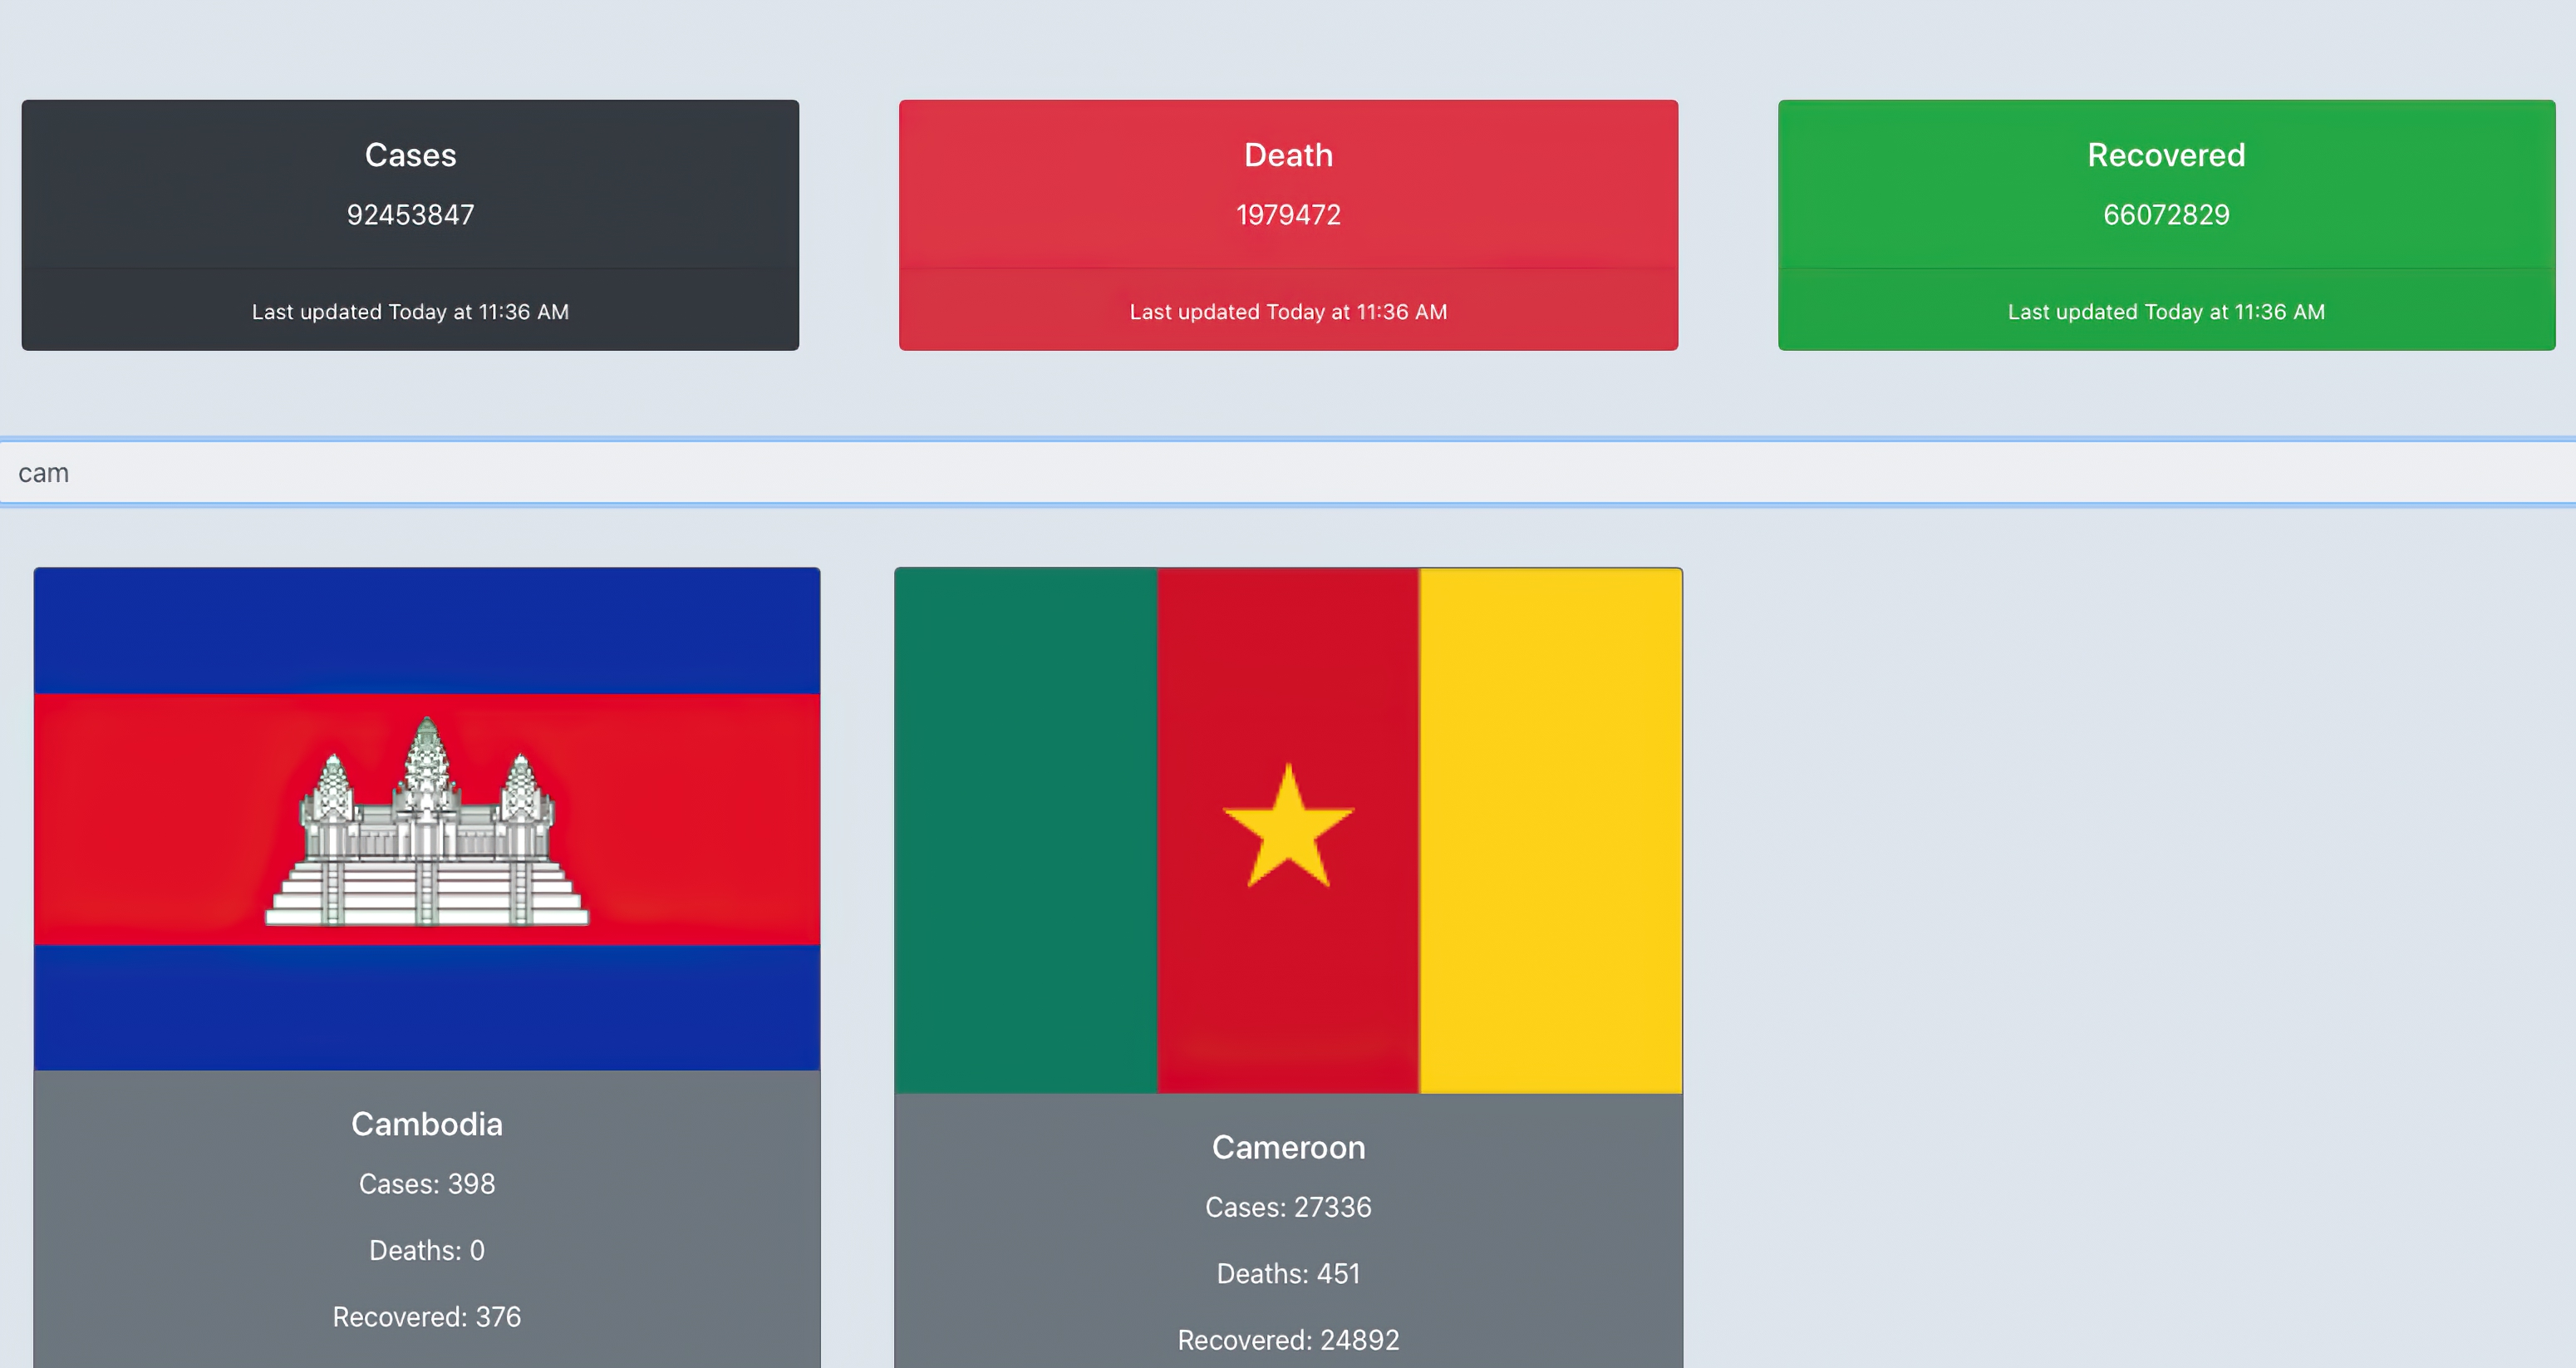 Cases
92453847
Last updated Today at 11:36 AM
Death
1979472
Last updated Today at 11:36 AM
Recovered
66072829
Last updated Today at 11:36 AM
cam
Cambodia
Cases: 398
Deaths: 0
Recovered: 376
Cameroon
Cases: 27336
Deaths: 451
Recovered: 24892